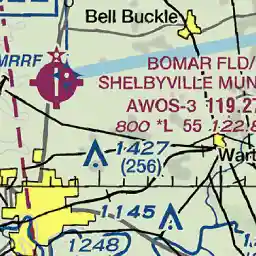 Bell Buckle
MRRF
BOMAR FLD/
SHELBYVILLE MUN
AWOS-3 119.27
800 *L 55 122.8
1427
(256)
Wart
1145
1248